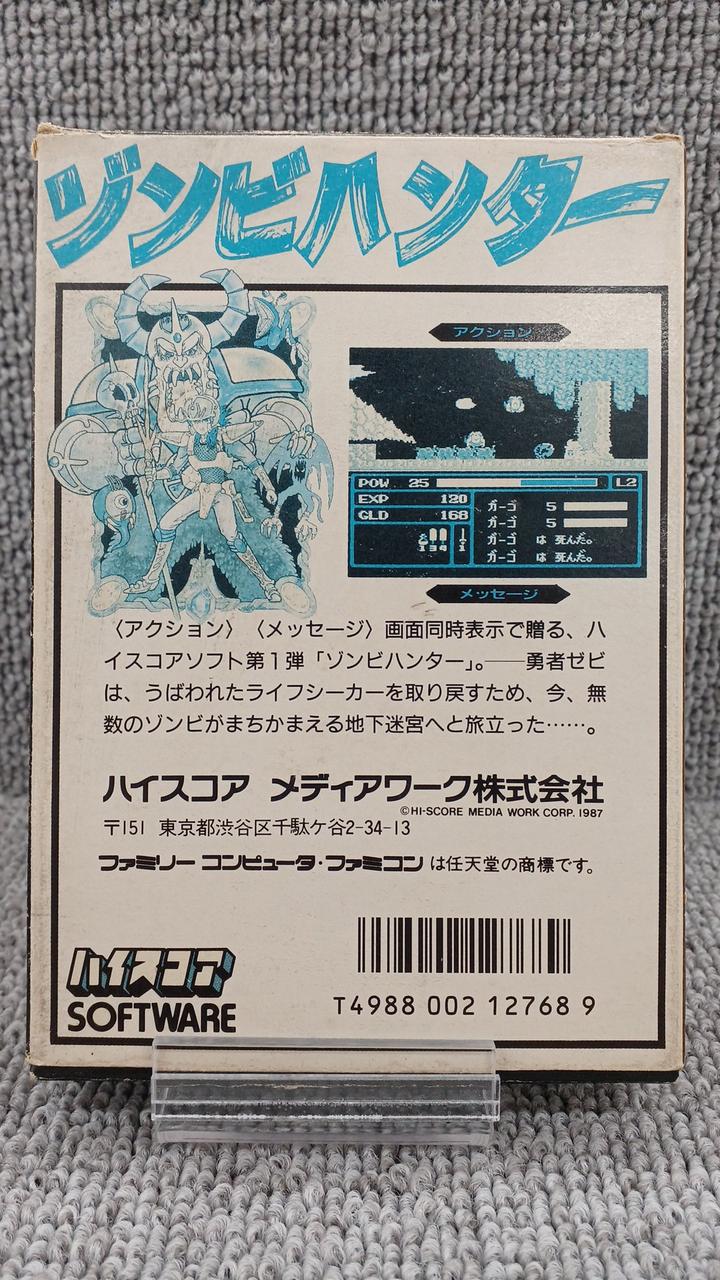 ゾンビハンター
アクション
POW 25 L2
EXP 120
GLD 168
ガーゴ 5
ガーゴ 5
ガーゴ は 死んだ。
ガーゴ は 死んだ。
1 3 4 1
メッセージ
〈アクション〉〈メッセージ〉画面同時表示で贈る、ハ
イスコアソフト第1弾「ゾンビハンター」。──勇者ゼビ
は、うばわれたライフシーカーを取り戻すため、今、無
数のゾンビがまちかまえる地下迷宮へと旅立った……。
ハイスコア メディアワーク株式会社
©HI-SCORE MEDIA WORK CORP. 1987
〒151 東京都渋谷区千駄ケ谷2-34-13
ファミリー コンピュータ・ファミコン は任天堂の商標です。
ハイスコア
SOFTWARE
T4988 002 12768 9